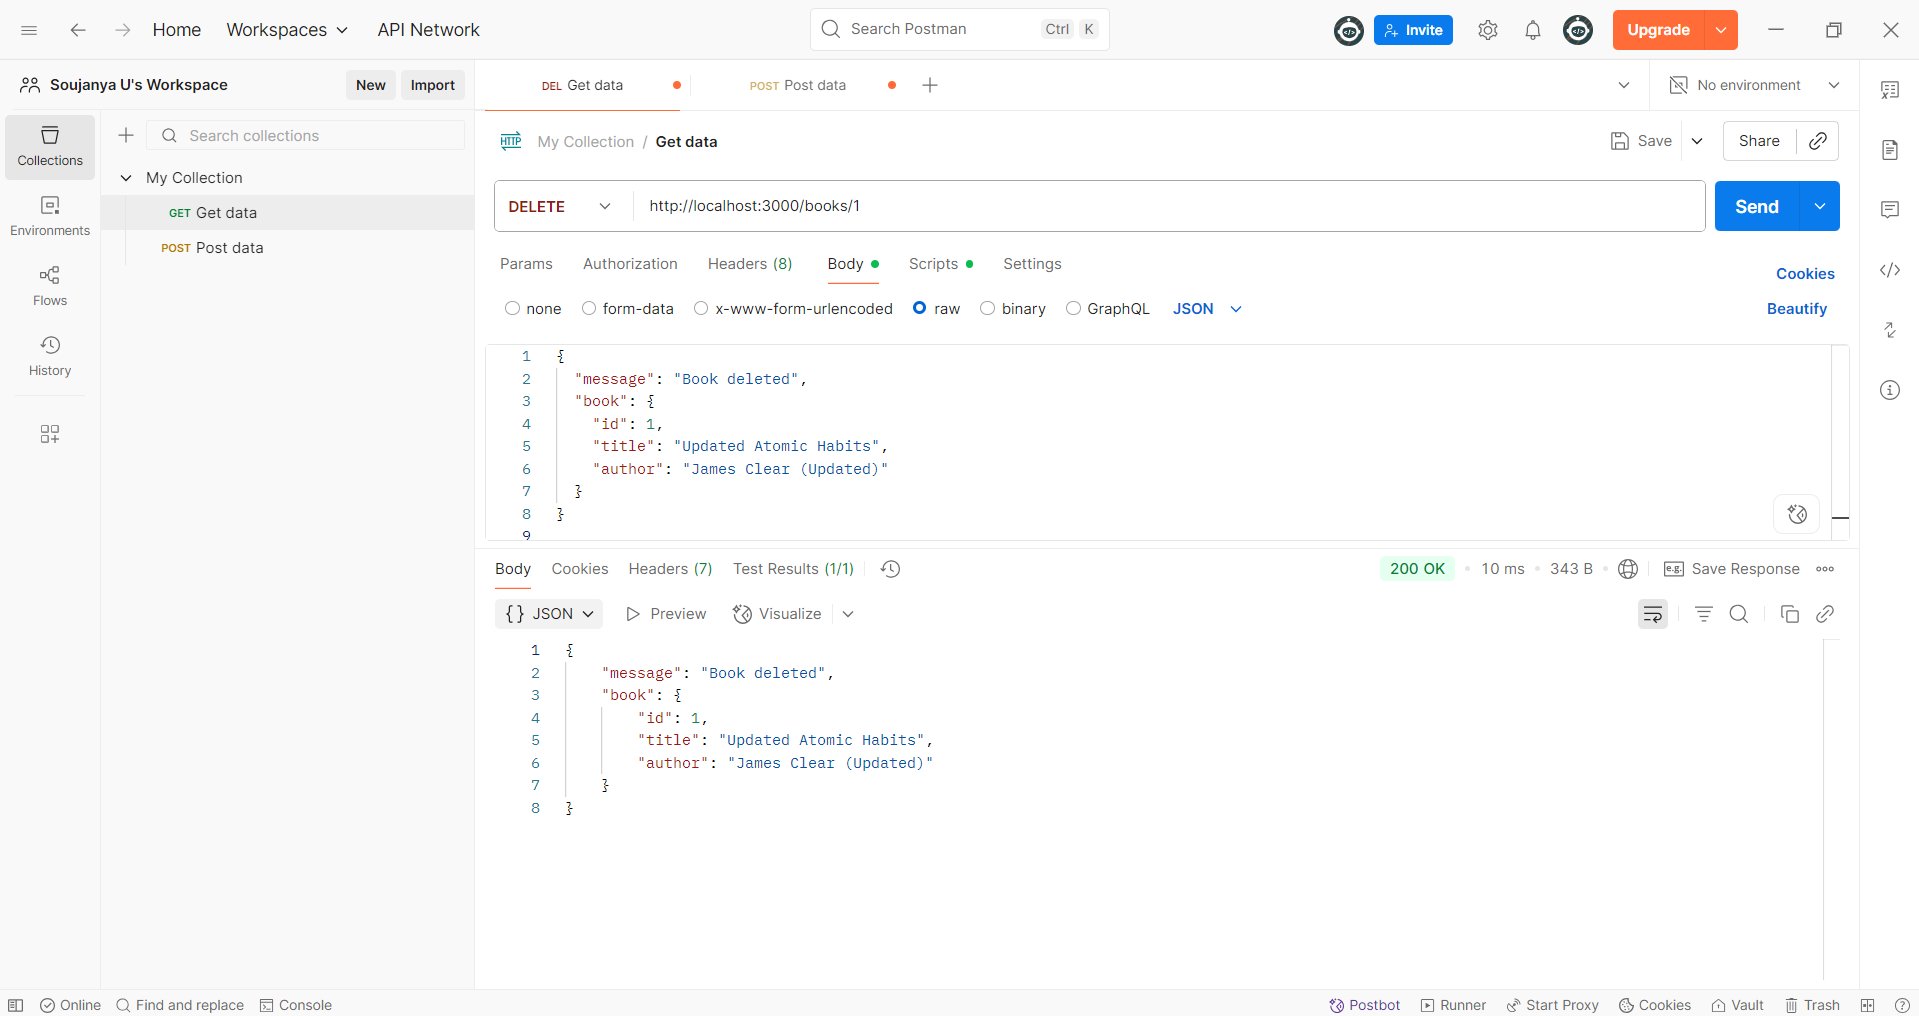 Home Workspaces API Network Search Postman Ctrl K Invite Upgrade
Soujanya U's Workspace New Import DEL Get data POST Post data No environment
Collections
Environments
Flows
History
Search collections
My Collection
GET Get data
POST Post data
HTTP My Collection / Get data Save Share
DELETE http://localhost:3000/books/1 Send
Params Authorization Headers (8) Body Scripts Settings Cookies
none form-data x-www-form-urlencoded raw binary GraphQL JSON Beautify
1 {
2 "message": "Book deleted",
3 "book": {
4 "id": 1,
5 "title": "Updated Atomic Habits",
6 "author": "James Clear (Updated)"
7 }
8 }
9
Body Cookies Headers (7) Test Results (1/1) 200 OK • 10 ms • 343 B • e.g. Save Response
{} JSON Preview Visualize
1 {
2 "message": "Book deleted",
3 "book": {
4 "id": 1,
5 "title": "Updated Atomic Habits",
6 "author": "James Clear (Updated)"
7 }
8 }
Online Find and replace Console Postbot Runner Start Proxy Cookies Vault Trash